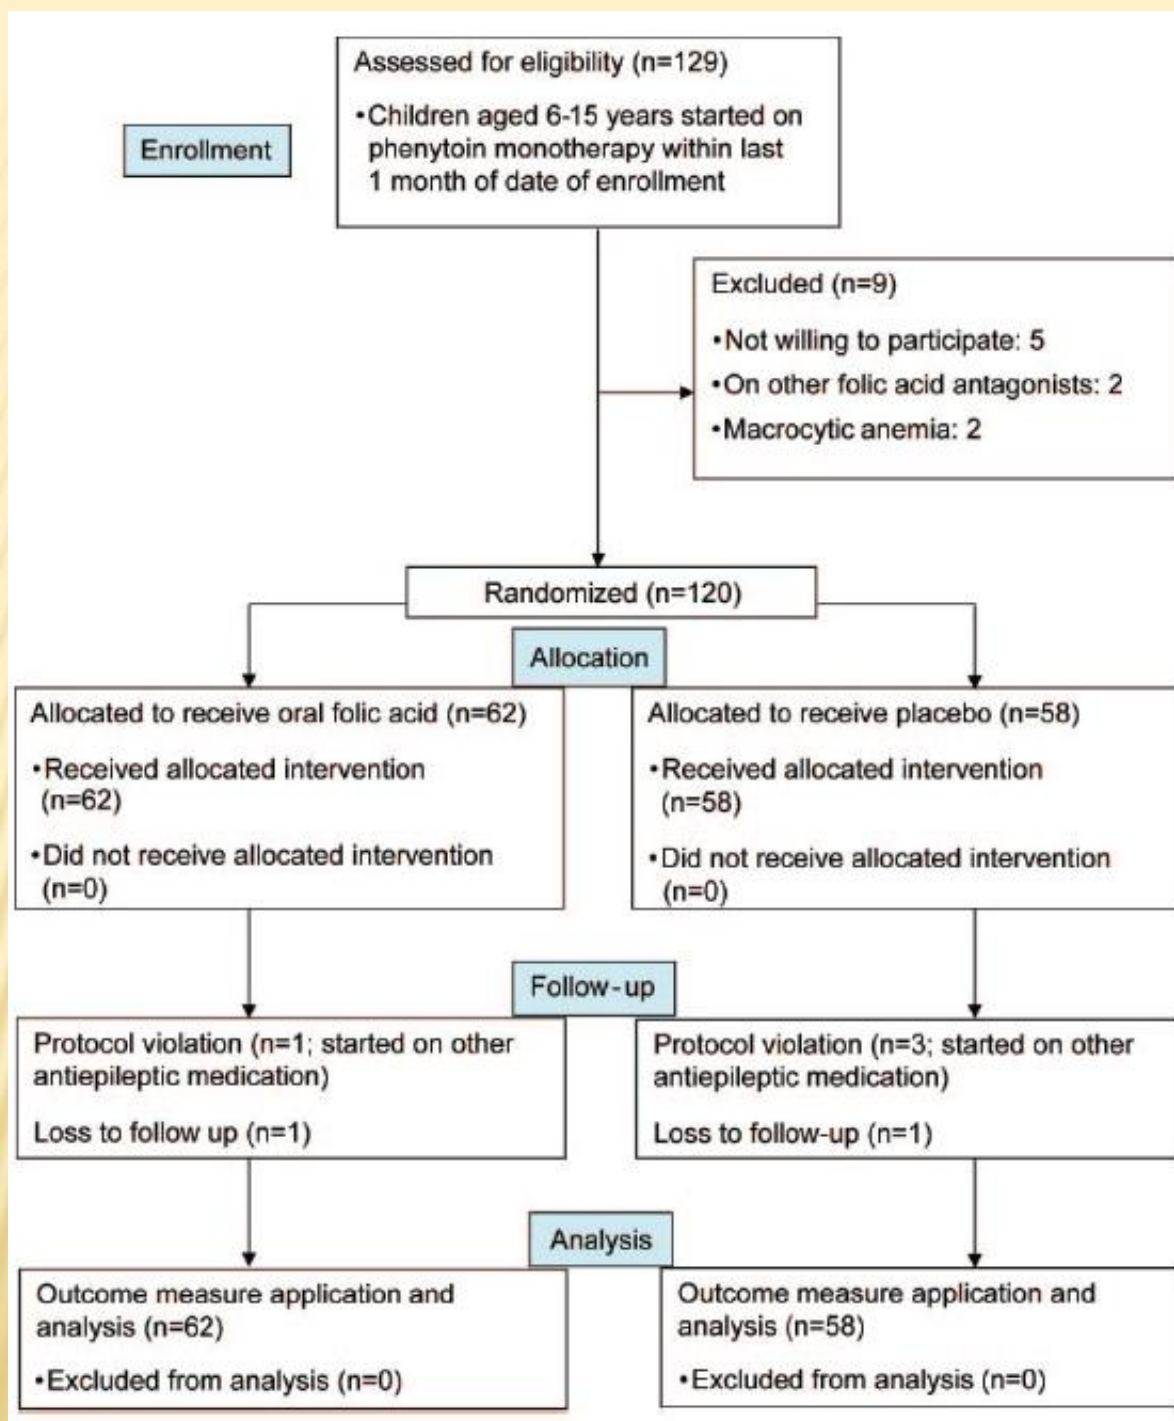 Assessed for eligibility (n=129)
•Children aged 6-15 years started on
phenytoin monotherapy within last
1 month of date of enrollment
Enrollment
Excluded (n=9)
•Not willing to participate: 5
•On other folic acid antagonists: 2
•Macrocytic anemia: 2
Randomized (n=120)
Allocation
Allocated to receive oral folic acid (n=62)
•Received allocated intervention
(n=62)
•Did not receive allocated intervention
(n=0)
Allocated to receive placebo (n=58)
•Received allocated intervention
(n=58)
•Did not receive allocated intervention
(n=0)
Follow-up
Protocol violation (n=1; started on other
antiepileptic medication)
Loss to follow up (n=1)
Protocol violation (n=3; started on other
antiepileptic medication)
Loss to follow-up (n=1)
Analysis
Outcome measure application and
analysis (n=62)
•Excluded from analysis (n=0)
Outcome measure application and
analysis (n=58)
•Excluded from analysis (n=0)